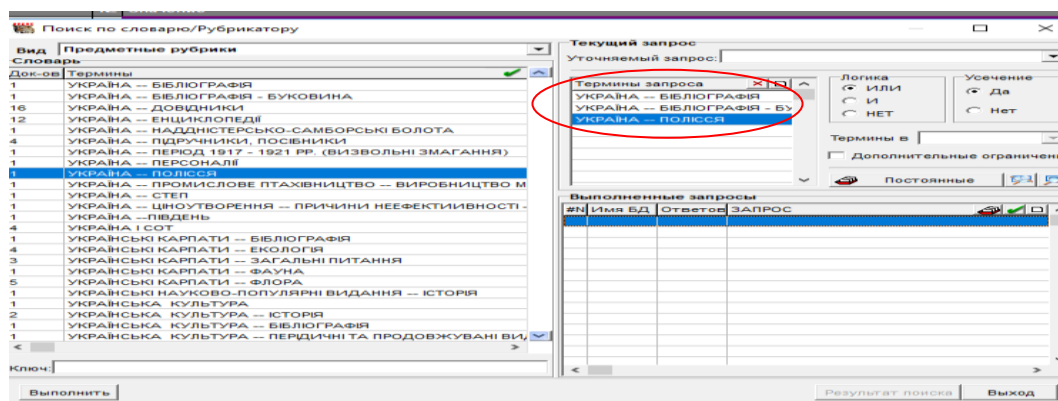 Поиск по словарю/Рубрикатору
Вид Предметные рубрики
Словарь
Док-ов Термины
1 УКРАЇНА -- БІБЛІОГРАФІЯ
1 УКРАЇНА -- БІБЛІОГРАФІЯ - БУКОВИНА
16 УКРАЇНА -- ДОВІДНИКИ
12 УКРАЇНА -- ЕНЦИКЛОПЕДІЇ
1 УКРАЇНА -- НАДДНІСТЕРСЬКО-САМБОРСЬКІ БОЛОТА
4 УКРАЇНА -- ПІДРУЧНИКИ, ПОСІБНИКИ
1 УКРАЇНА -- ПЕРІОД 1917 - 1921 РР. (ВИЗВОЛЬНІ ЗМАГАННЯ)
1 УКРАЇНА -- ПЕРСОНАЛІЇ
1 УКРАЇНА -- ПОЛІССЯ
1 УКРАЇНА -- ПРОМИСЛОВЕ ПТАХІВНИЦТВО -- ВИРОБНИЦТВО М
1 УКРАЇНА -- СТЕП
1 УКРАЇНА -- ЦІНОУТВОРЕННЯ -- ПРИЧИНИ НЕЕФЕКТИИВНОСТІ -
1 УКРАЇНА --ПІВДЕНЬ
4 УКРАЇНА І СОТ
1 УКРАЇНСЬКІ КАРПАТИ -- БІБЛІОГРАФІЯ
4 УКРАЇНСЬКІ КАРПАТИ -- ЕКОЛОГІЯ
3 УКРАЇНСЬКІ КАРПАТИ -- ЗАГАЛЬНІ ПИТАННЯ
1 УКРАЇНСЬКІ КАРПАТИ -- ФАУНА
5 УКРАЇНСЬКІ КАРПАТИ -- ФЛОРА
1 УКРАЇНСЬКІ НАУКОВО-ПОПУЛЯРНІ ВИДАННЯ -- ІСТОРІЯ
1 УКРАЇНСЬКА КУЛЬТУРА
2 УКРАЇНСЬКА КУЛЬТУРА -- ІСТОРІЯ
1 УКРАЇНСЬКА КУЛЬТУРА -- БІБЛІОГРАФІЯ
1 УКРАЇНСЬКА КУЛЬТУРА -- ПЕРІДИЧНІ ТА ПРОДОВЖУВАНІ ВИ
Ключ:
Выполнить
Текущий запрос
Уточняемый запрос:
Термины запроса
УКРАЇНА -- БІБЛІОГРАФІЯ
УКРАЇНА -- БІБЛІОГРАФІЯ - БУ
УКРАЇНА -- ПОЛІССЯ
Логика
ИЛИ
И
НЕТ
Усечение
Да
Нет
Термины в
Дополнительные ограничен
Постоянные
Выполненные запросы
#N Имя БД Ответов ЗАПРОС
Результат поиска Выход